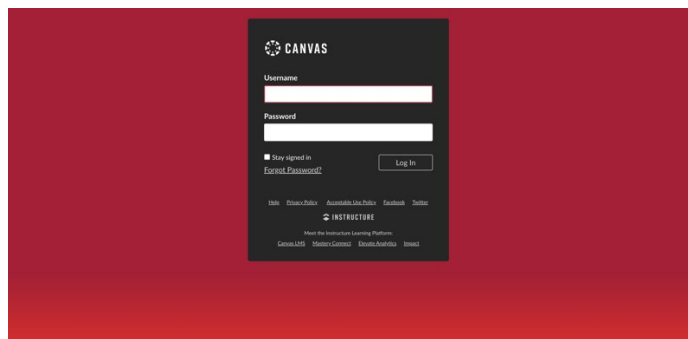 CANVAS
Username
Password
Stay signed in
Log In
Forgot Password?
Help Privacy Policy Acceptable Use Policy Facebook Twitter
INSTRUCTURE
Meet the Instructure Learning Platform:
Canvas LMS Mastery Connect Elevate Analytics Impact